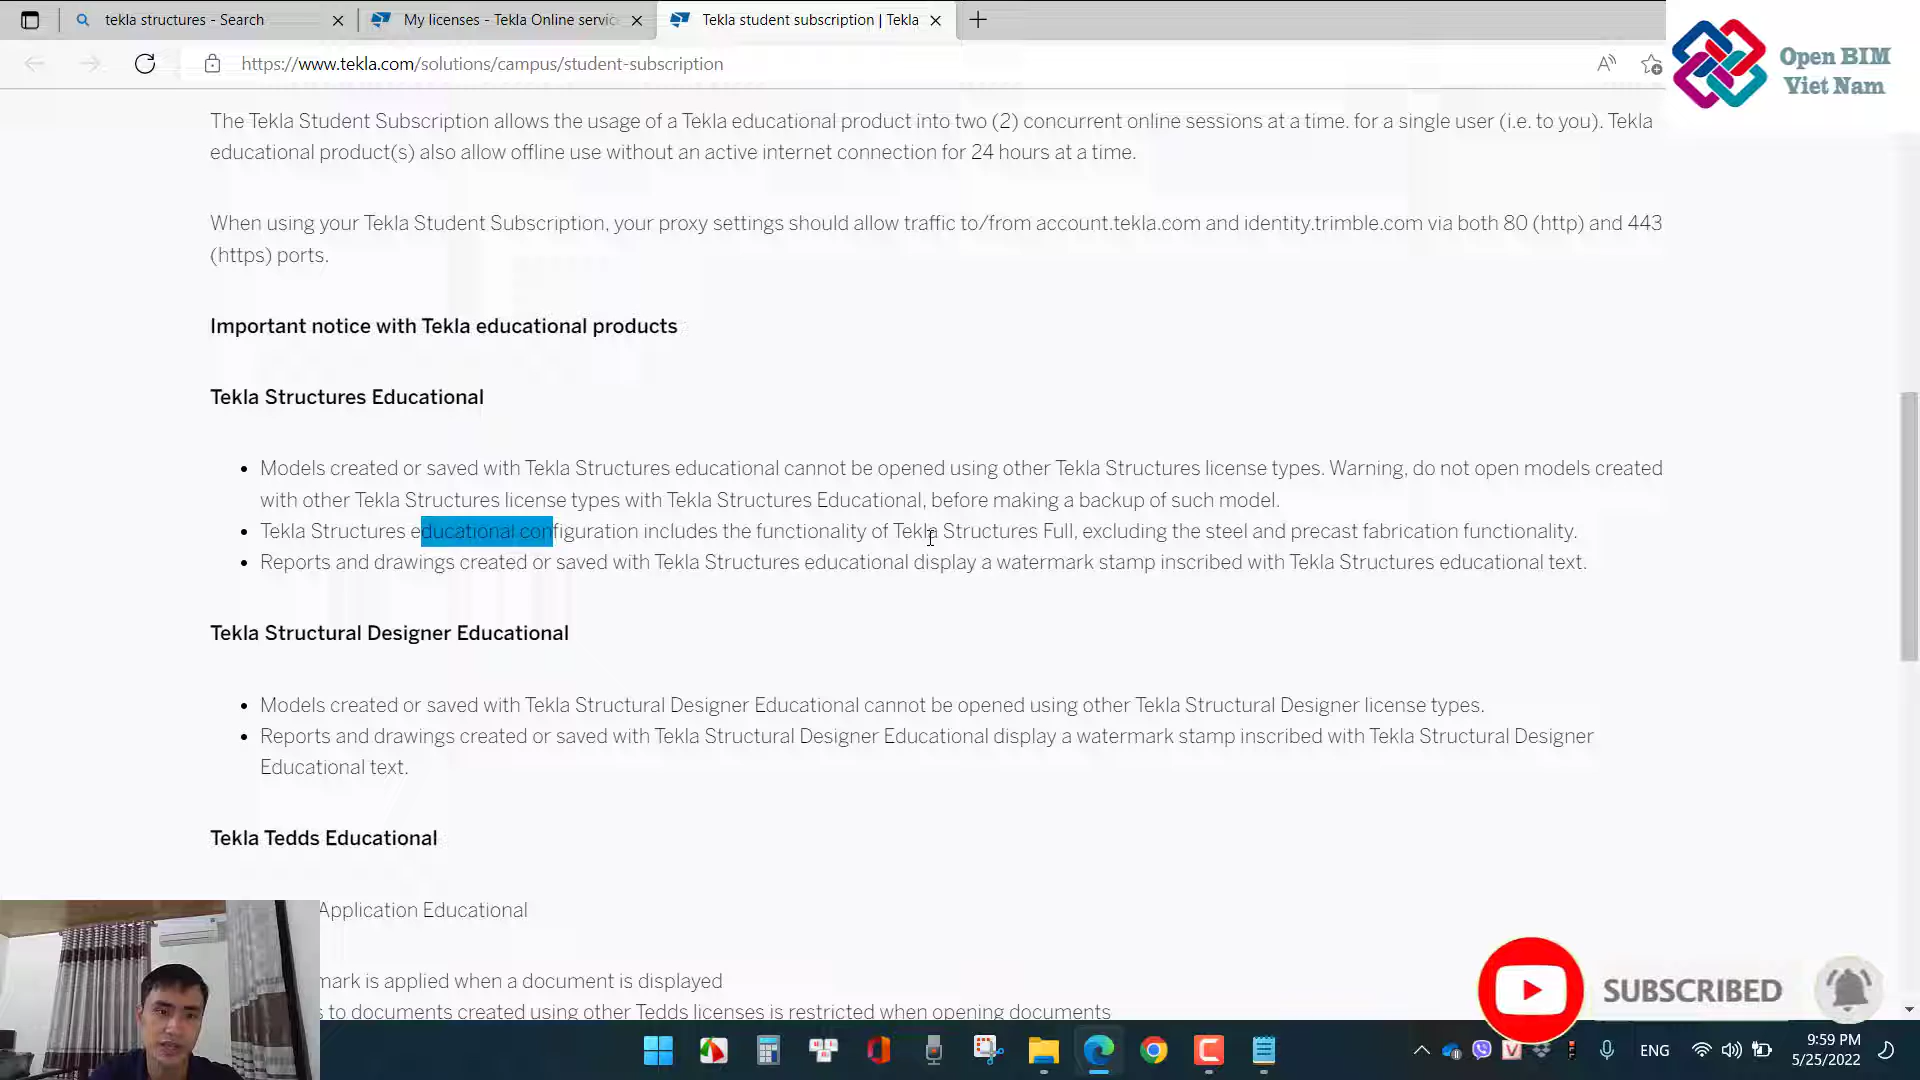 tekla structures - Search
My licenses - Tekla Online servic
Tekla student subscription | Tekla
https://www.tekla.com/solutions/campus/student-subscription
Open BIM
Viet Nam
The Tekla Student Subscription allows the usage of a Tekla educational product into two (2) concurrent online sessions at a time. for a single user (i.e. to you). Tekla
educational product(s) also allow offline use without an active internet connection for 24 hours at a time.
When using your Tekla Student Subscription, your proxy settings should allow traffic to/from account.tekla.com and identity.trimble.com via both 80 (http) and 443
(https) ports.
Important notice with Tekla educational products
Tekla Structures Educational
• Models created or saved with Tekla Structures educational cannot be opened using other Tekla Structures license types. Warning, do not open models created
with other Tekla Structures license types with Tekla Structures Educational, before making a backup of such model.
• Tekla Structures educational configuration includes the functionality of Tekla Structures Full, excluding the steel and precast fabrication functionality.
• Reports and drawings created or saved with Tekla Structures educational display a watermark stamp inscribed with Tekla Structures educational text.
Tekla Structural Designer Educational
• Models created or saved with Tekla Structural Designer Educational cannot be opened using other Tekla Structural Designer license types.
• Reports and drawings created or saved with Tekla Structural Designer Educational display a watermark stamp inscribed with Tekla Structural Designer
Educational text.
Tekla Tedds Educational
Application Educational
mark is applied when a document is displayed
s to documents created using other Tedds licenses is restricted when opening documents
SUBSCRIBED
ENG
9:59 PM
5/25/2022